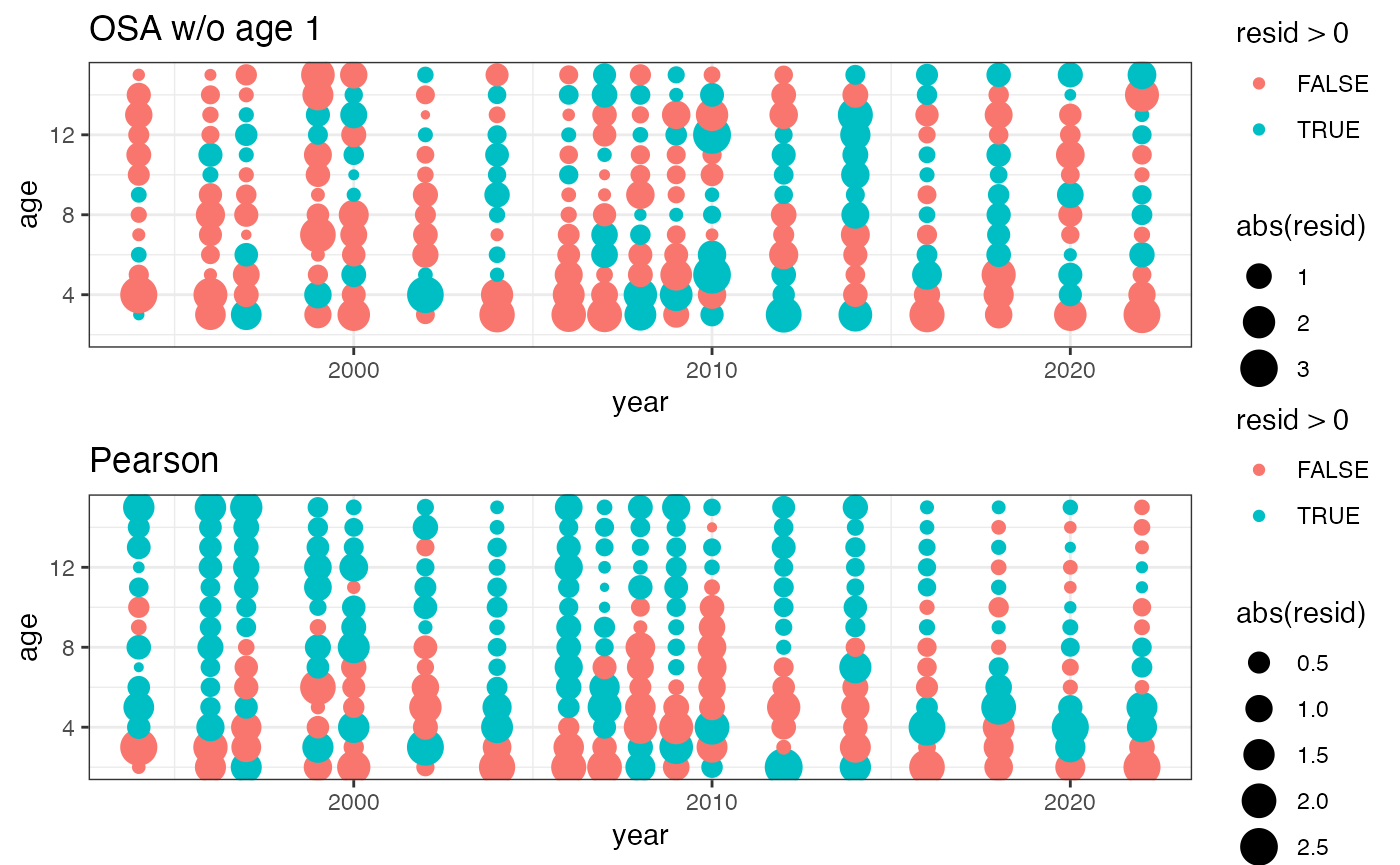 OSA w/o age 1
12
8
4
age
2000
2010
2020
year
resid > 0
FALSE
TRUE
abs(resid)
1
2
3
Pearson
12
8
4
age
2000
2010
2020
year
resid > 0
FALSE
TRUE
abs(resid)
0.5
1.0
1.5
2.0
2.5